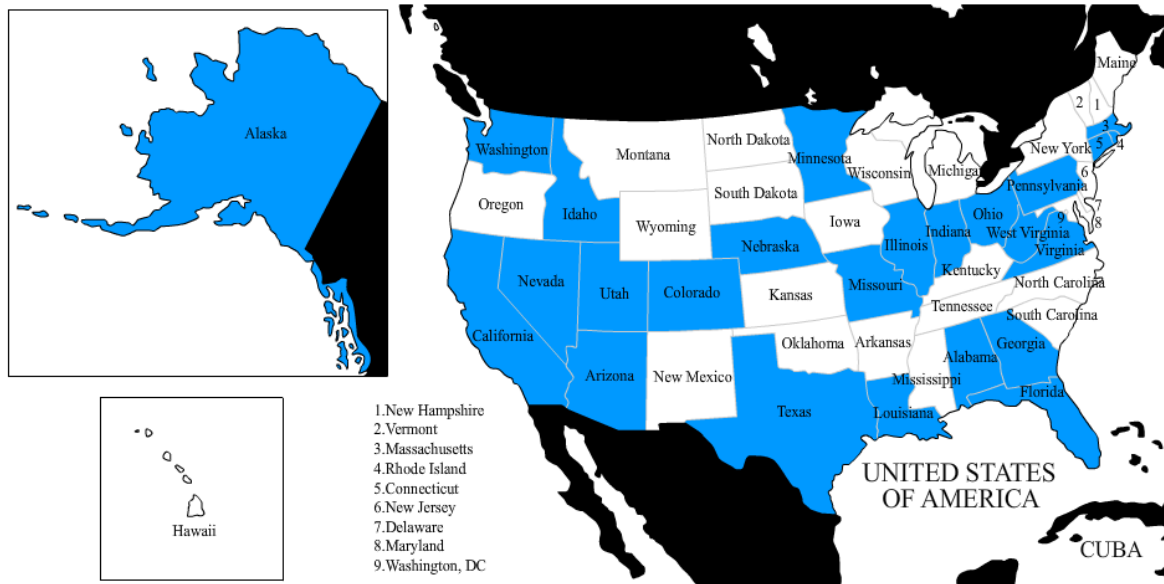 Alaska
Hawaii
Washington
Oregon
Idaho
Montana
Wyoming
North Dakota
South Dakota
Minnesota
Wisconsin
Michigan
Iowa
Nebraska
Nevada
Utah
Colorado
California
Arizona
New Mexico
Kansas
Oklahoma
Texas
Missouri
Arkansas
Louisiana
Illinois
Indiana
Ohio
Kentucky
Tennessee
Mississippi
Alabama
Georgia
Florida
South Carolina
North Carolina
Virginia
West Virginia
Pennsylvania
New York
Maine
1
2
3
4
5
6
7
8
9
1.New Hampshire
2.Vermont
3.Massachusetts
4.Rhode Island
5.Connecticut
6.New Jersey
7.Delaware
8.Maryland
9.Washington, DC
UNITED STATES
OF AMERICA
CUBA